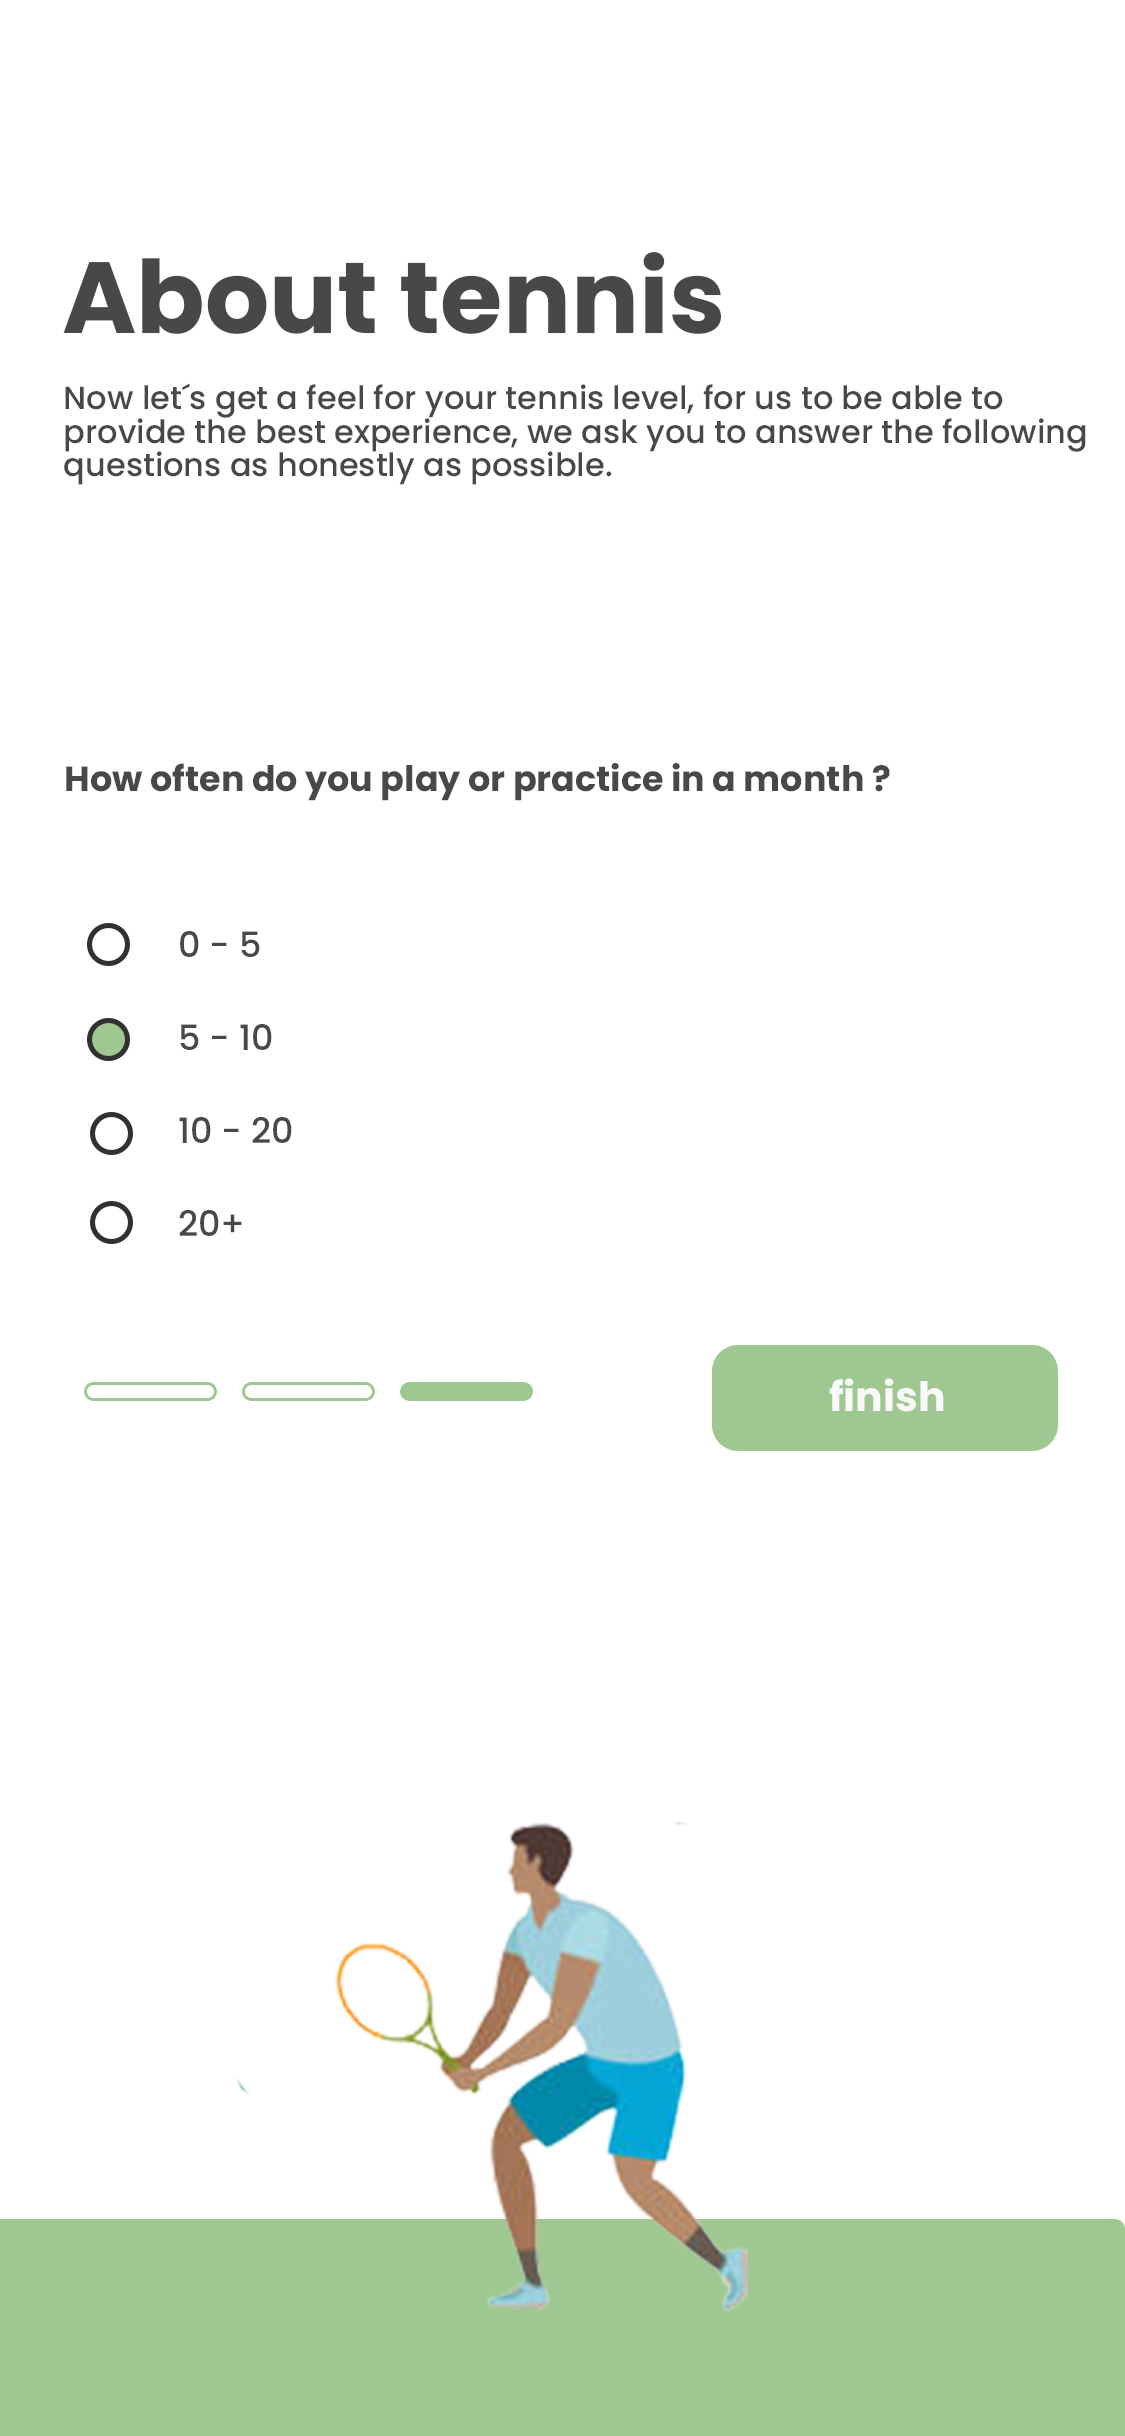 About tennis
Now let´s get a feel for your tennis level, for us to be able to
provide the best experience, we ask you to answer the following
questions as honestly as possible.
How often do you play or practice in a month ?
0 - 5
5 - 10
10 - 20
20+
finish